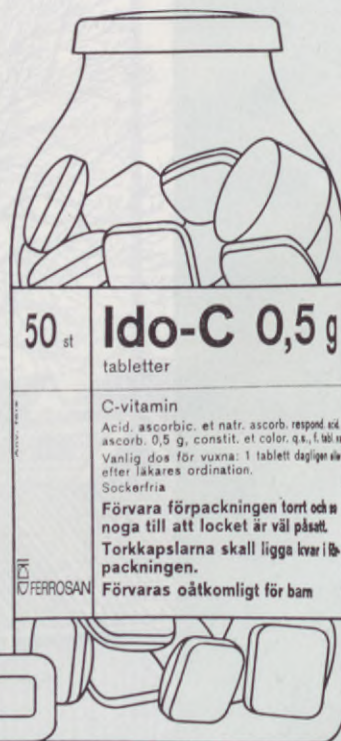 50 st
Ido-C 0,5 g
tabletter
C-vitamin
Acid. ascorbic. et natr. ascorb. respond. acid.
ascorb. 0,5 g, constit. et color. q.s., f. tabl.
Vanlig dos för vuxna: 1 tablett dagligen
efter läkares ordination.
Sockerfria
Förvara förpackningen torrt och
noga till att locket är väl påsatt.
Torkkapslarna skall ligga kvar i
packningen.
Förvaras oåtkomligt för barn
FERROSAN